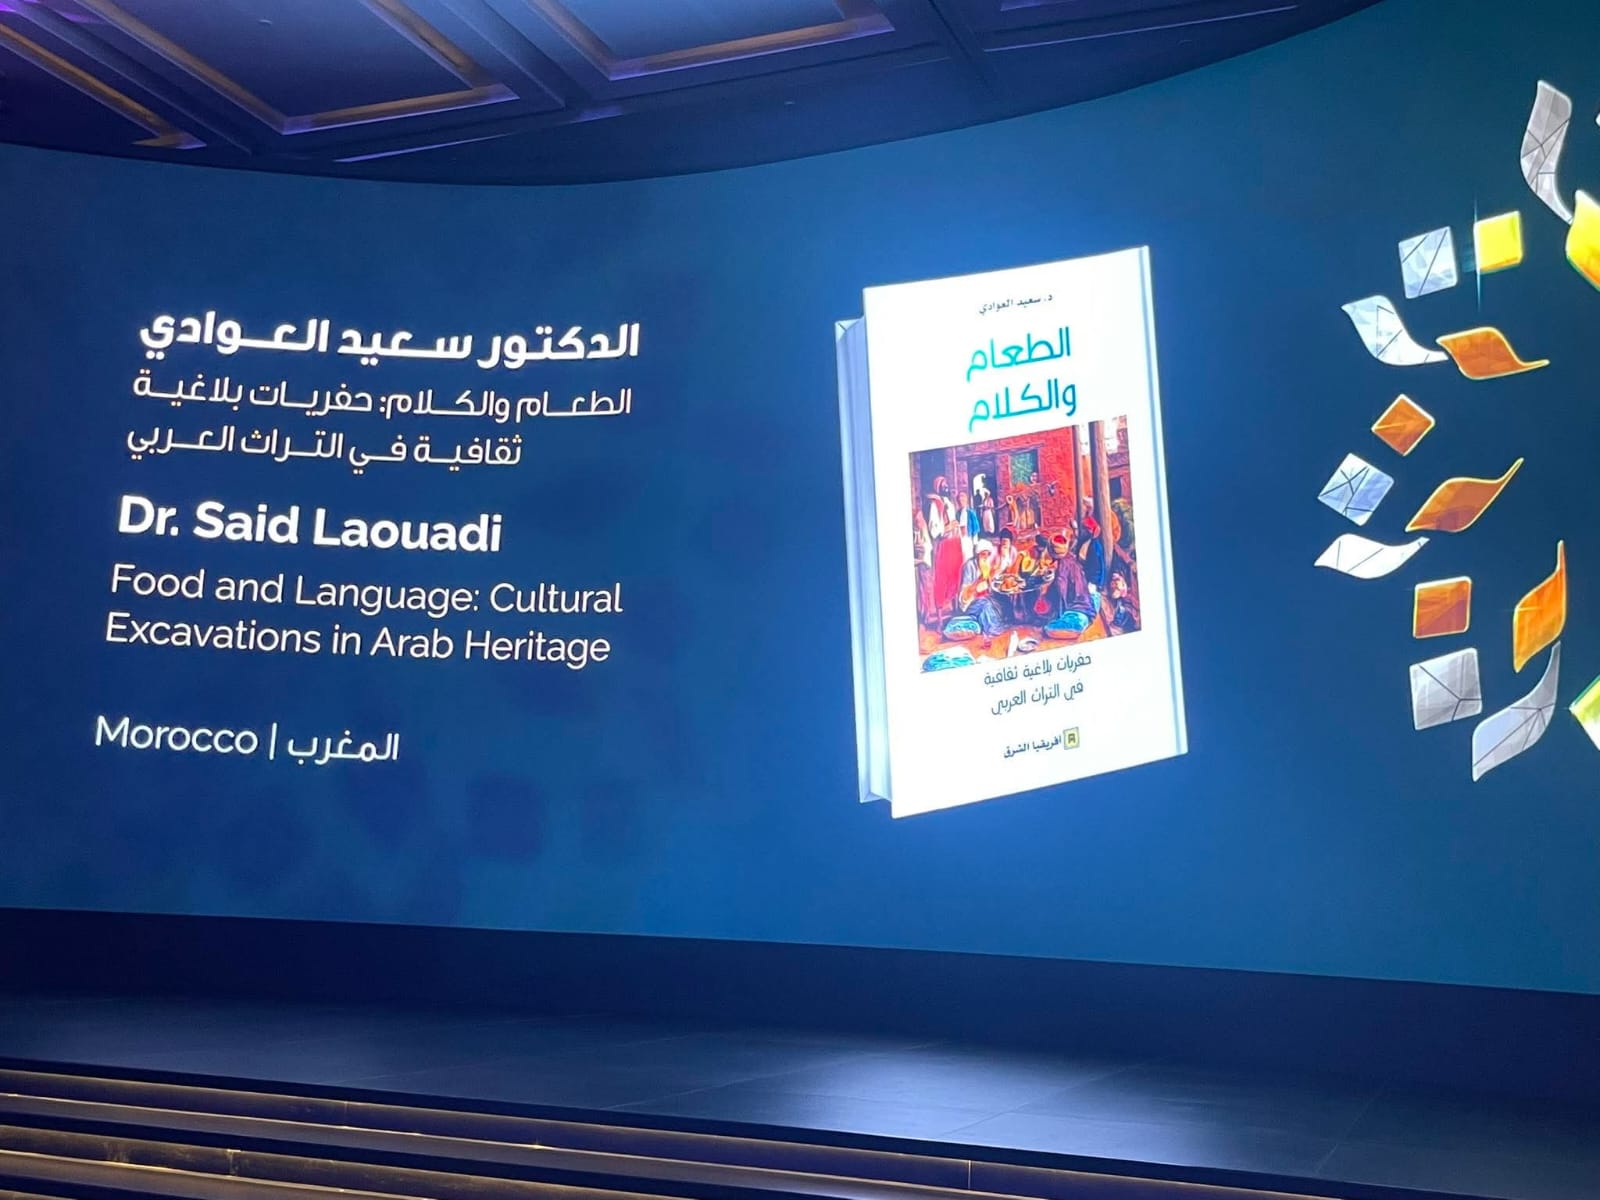 الدكتور سعيد العوادي
الطعام والكلام: حفريات بلاغية
ثقافية في التراث العربي
Dr. Said Laouadi
Food and Language: Cultural
Excavations in Arab Heritage
Morocco | المغرب
د. سعيد العوادي
الطعام
والكلام
حفريات بلاغية ثقافية
في التراث العربي
افريقيا الشرق